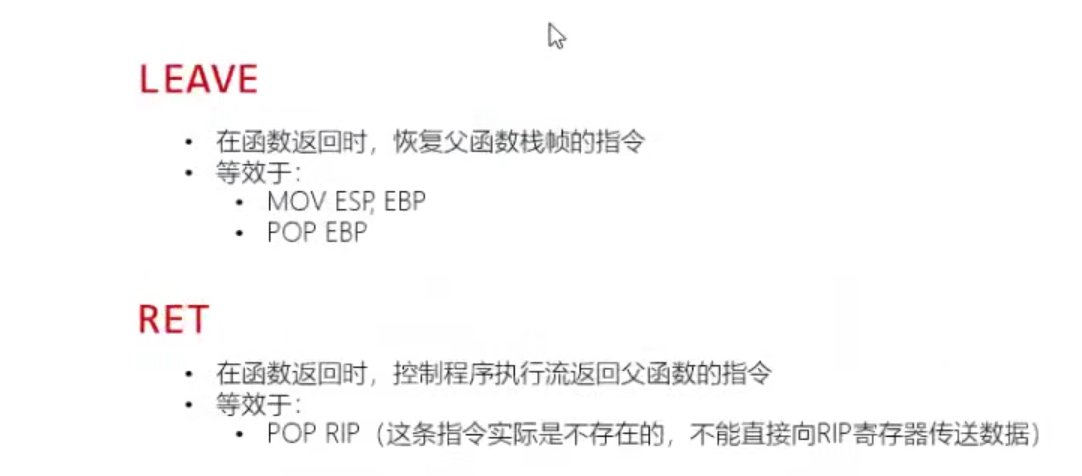 LEAVE
• 在函数返回时，恢复父函数栈帧的指令
• 等效于：
• MOV ESP, EBP
• POP EBP
RET
• 在函数返回时，控制程序执行流返回父函数的指令
• 等效于：
• POP RIP（这条指令实际是不存在的，不能直接向RIP寄存器传送数据）